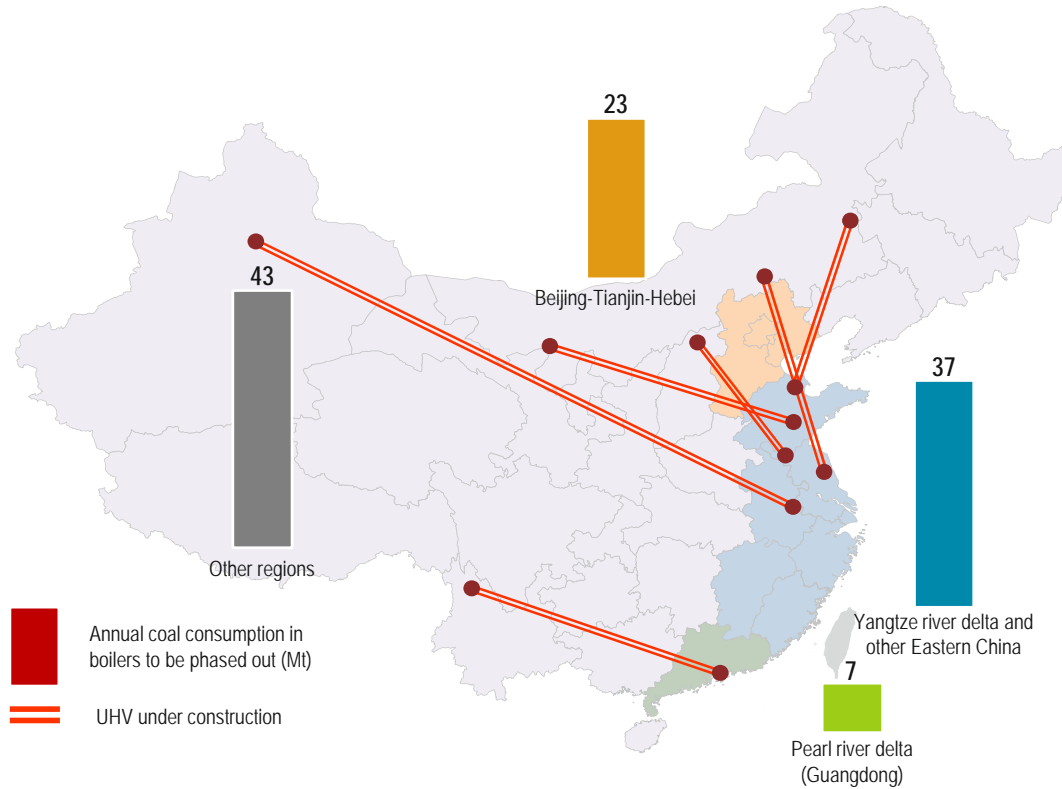 23
Beijing-Tianjin-Hebei
43
Other regions
37
Yangtze river delta and
other Eastern China
7
Pearl river delta
(Guangdong)
Annual coal consumption in
boilers to be phased out (Mt)
UHV under construction